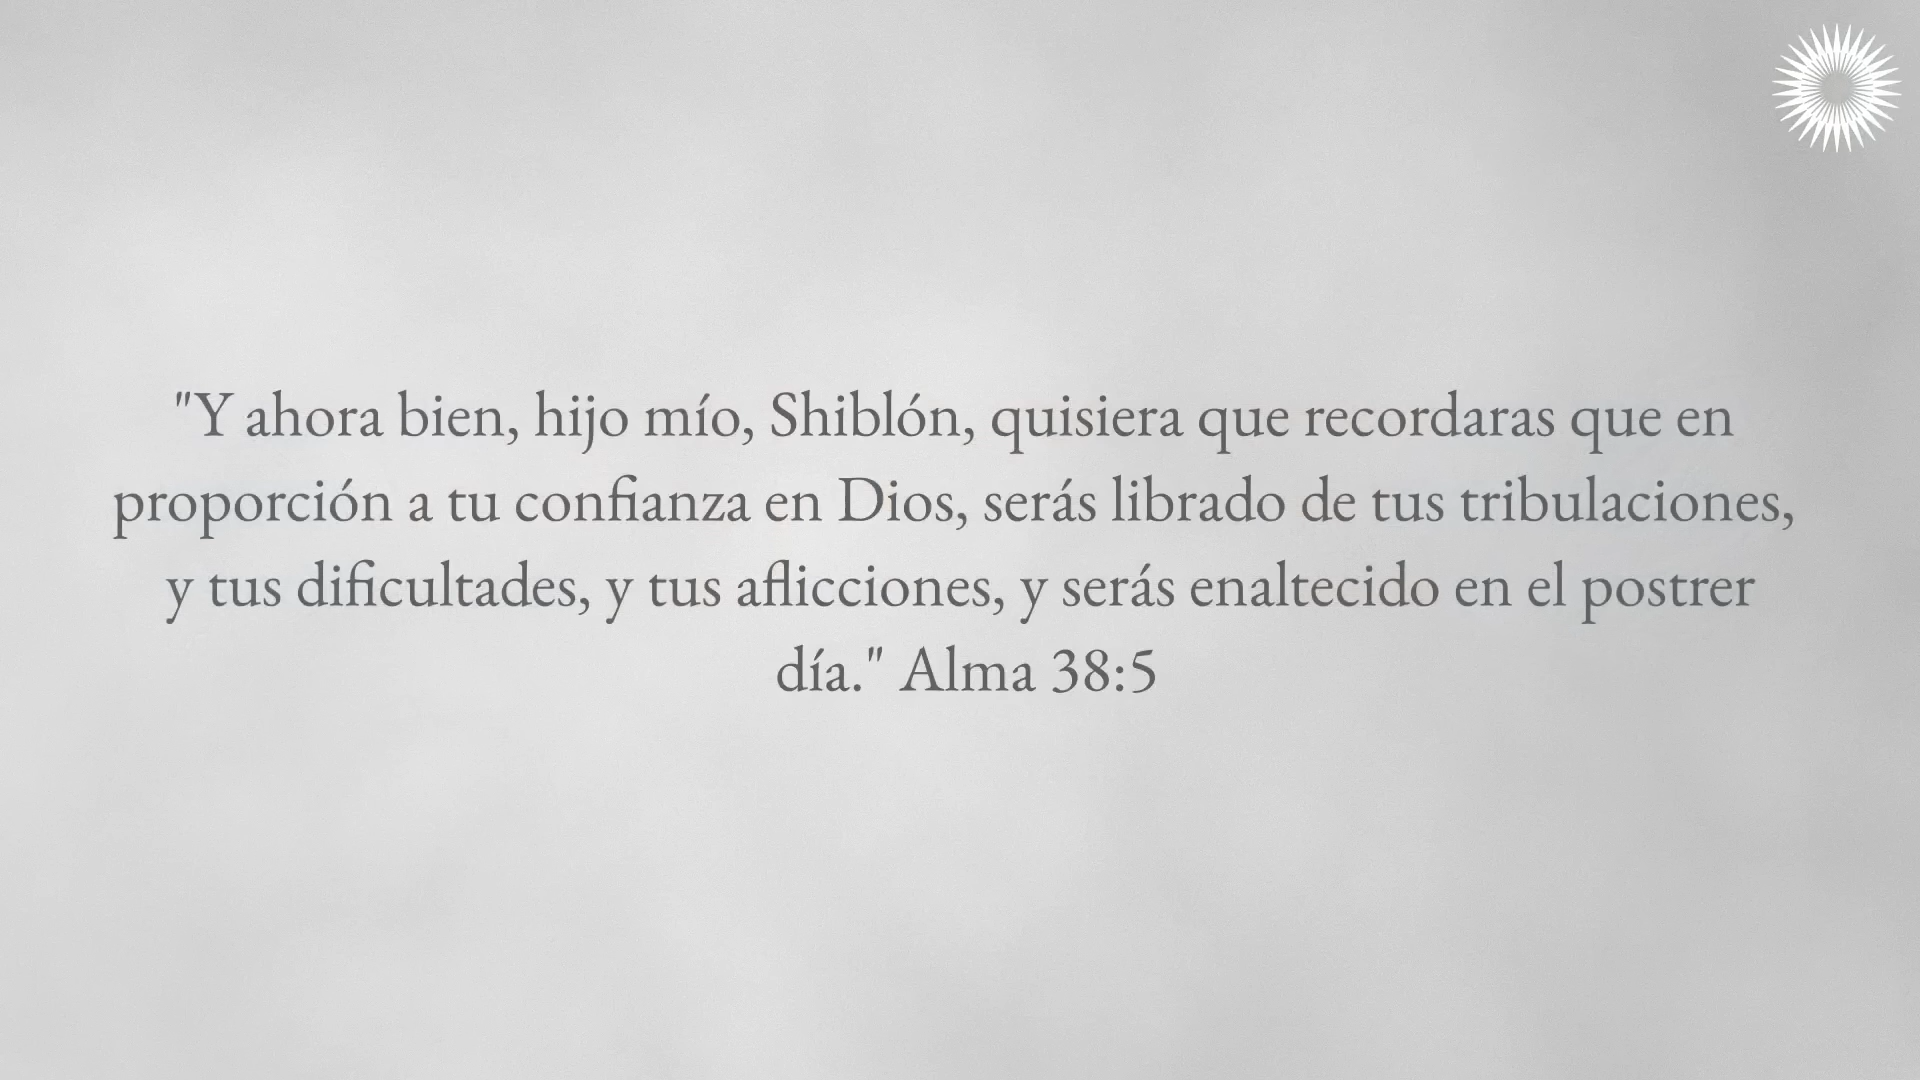 "Y ahora bien, hijo mío, Shiblón, quisiera que recordaras que en
proporción a tu confianza en Dios, serás librado de tus tribulaciones,
y tus dificultades, y tus aflicciones, y serás enaltecido en el postrer
día." Alma 38:5